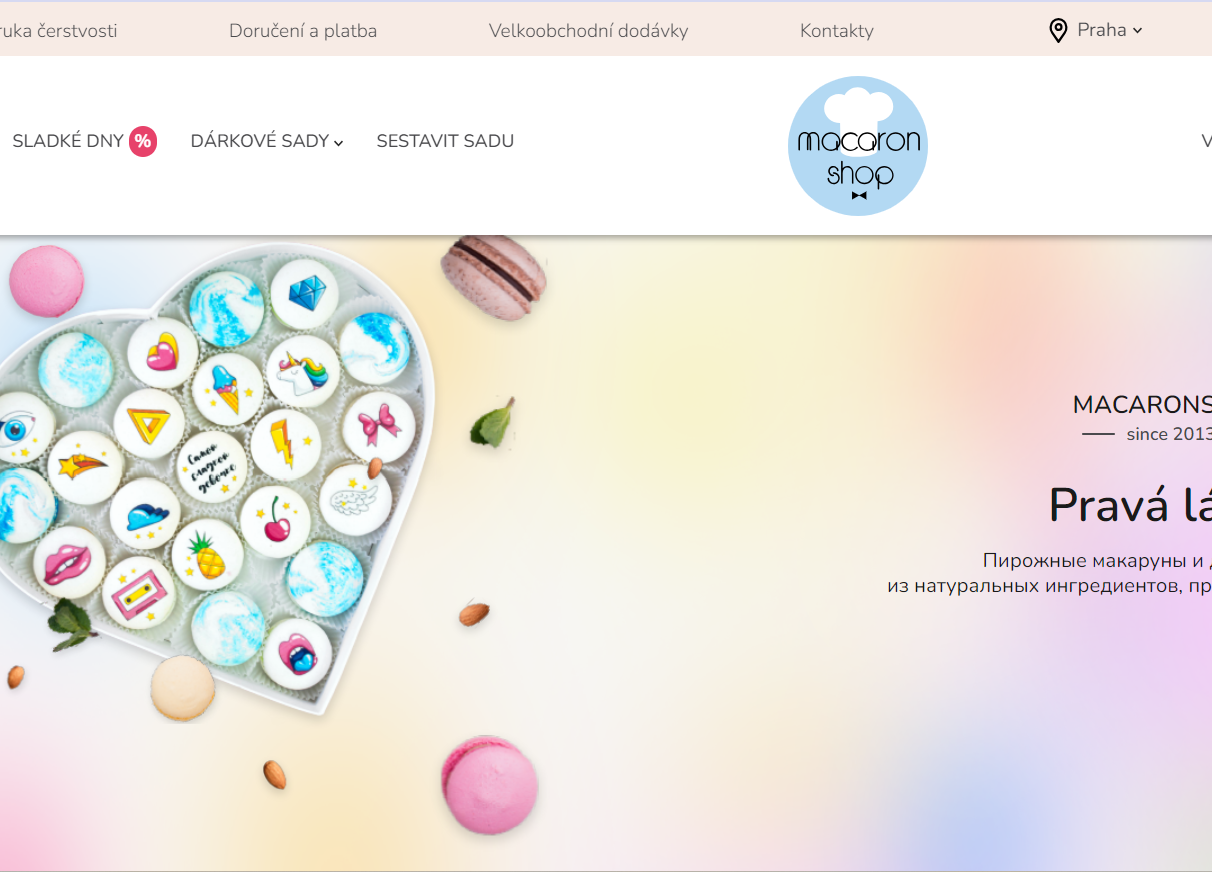 ruka čerstvosti
Doručení a platba
Velkoobchodní dodávky
Kontakty
Praha
SLADKÉ DNY %
DÁRKOVÉ SADY
SESTAVIT SADU
macaron
shop
V
Самой
сладкой
девочке
MACARONS
since 2013
Pravá lá
Пирожные макаруны и д
из натуральных ингредиентов, пр